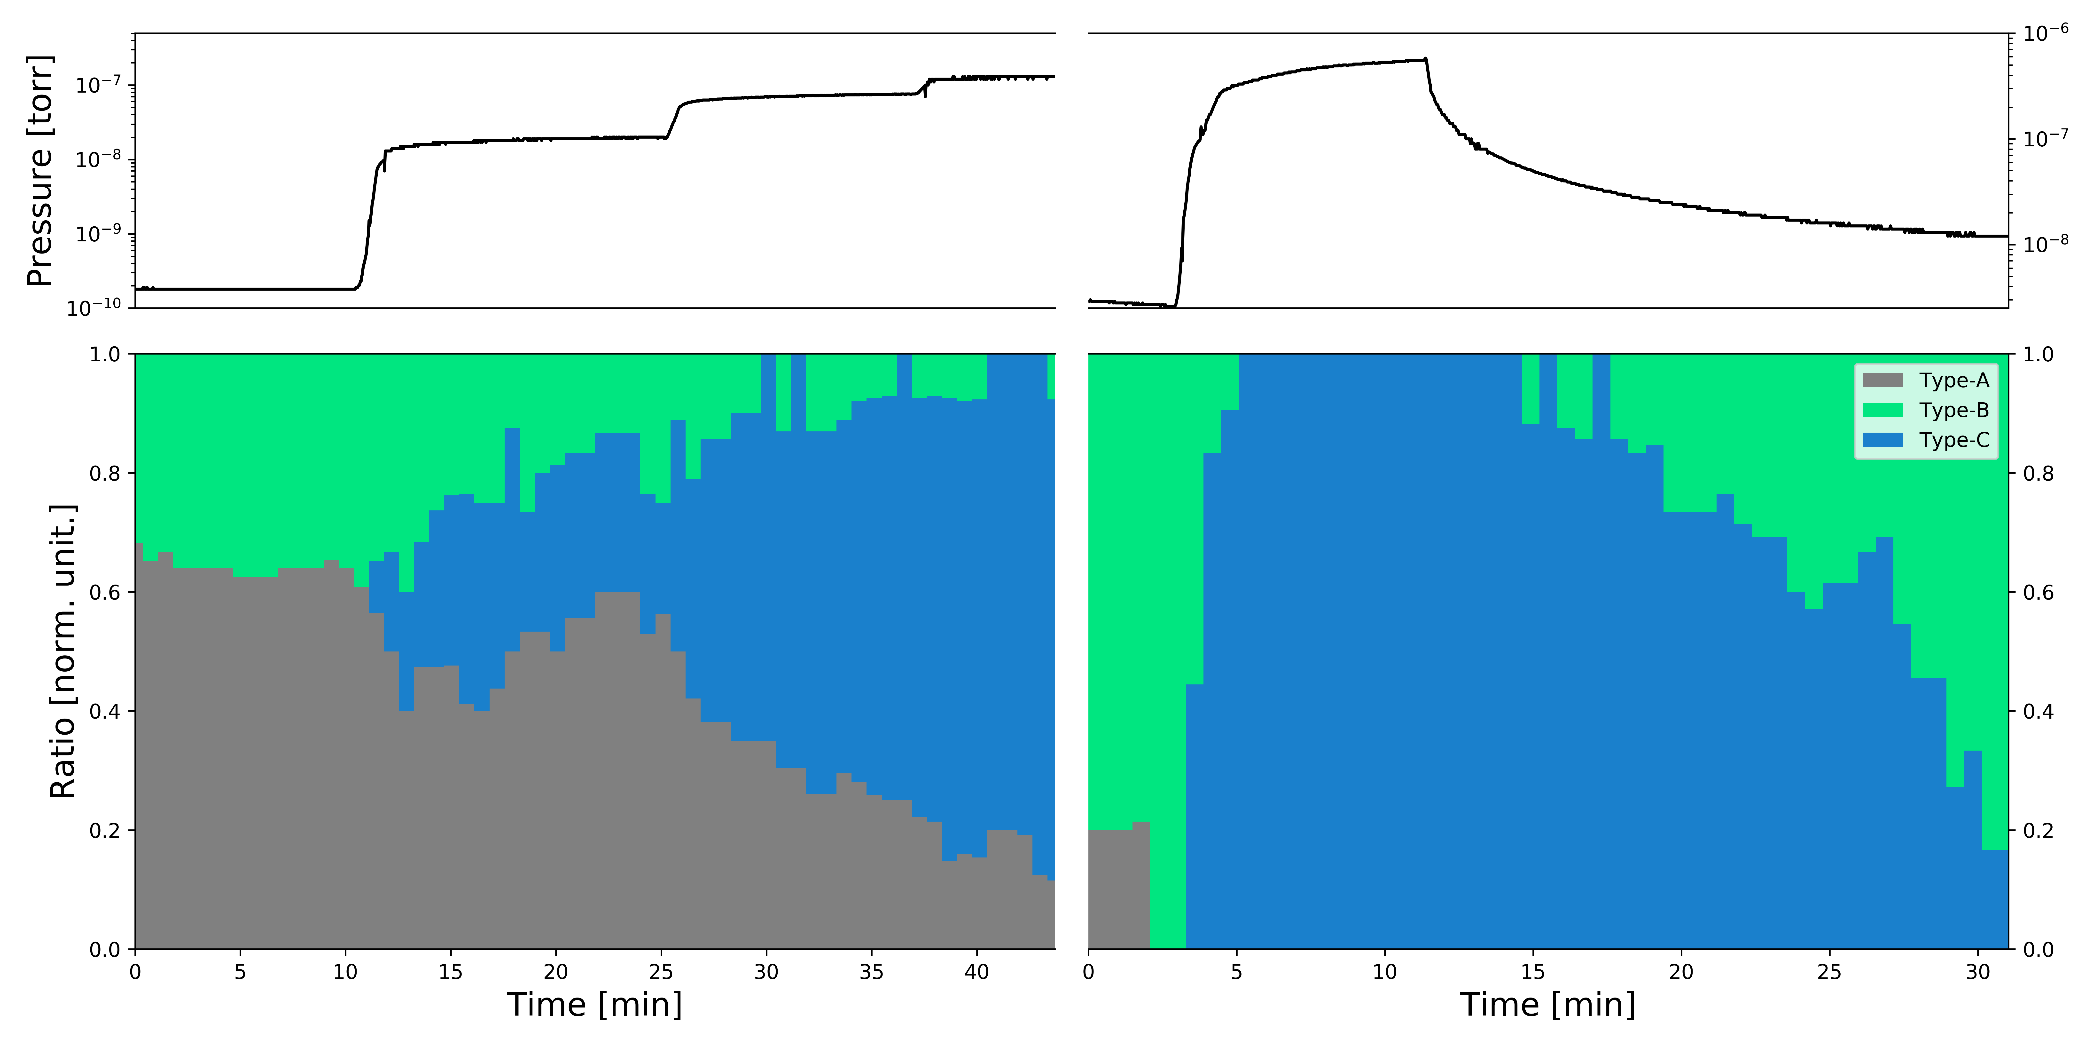 Pressure [torr]
10⁻⁷
10⁻⁸
10⁻⁹
10⁻¹⁰
10⁻⁶
10⁻⁷
10⁻⁸
Ratio [norm. unit.]
1.0
0.8
0.6
0.4
0.2
0.0
0 5 10 15 20 25 30 35 40
Time [min]
Type-A
Type-B
Type-C
1.0
0.8
0.6
0.4
0.2
0.0
0 5 10 15 20 25 30
Time [min]